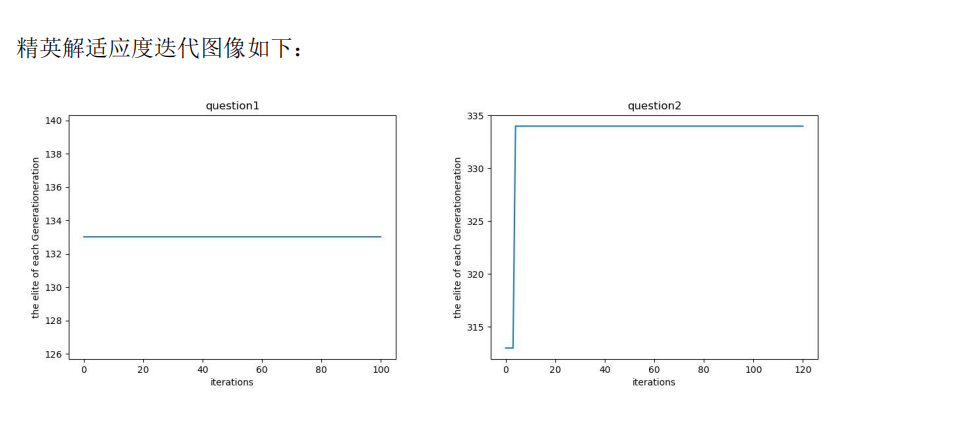 精英解适应度迭代图像如下：
question1
140
138
136
134
132
130
128
126
the elite of each Generationeration
0 20 40 60 80 100
iterations
question2
335
330
325
320
315
the elite of each Generationeration
0 20 40 60 80 100 120
iterations